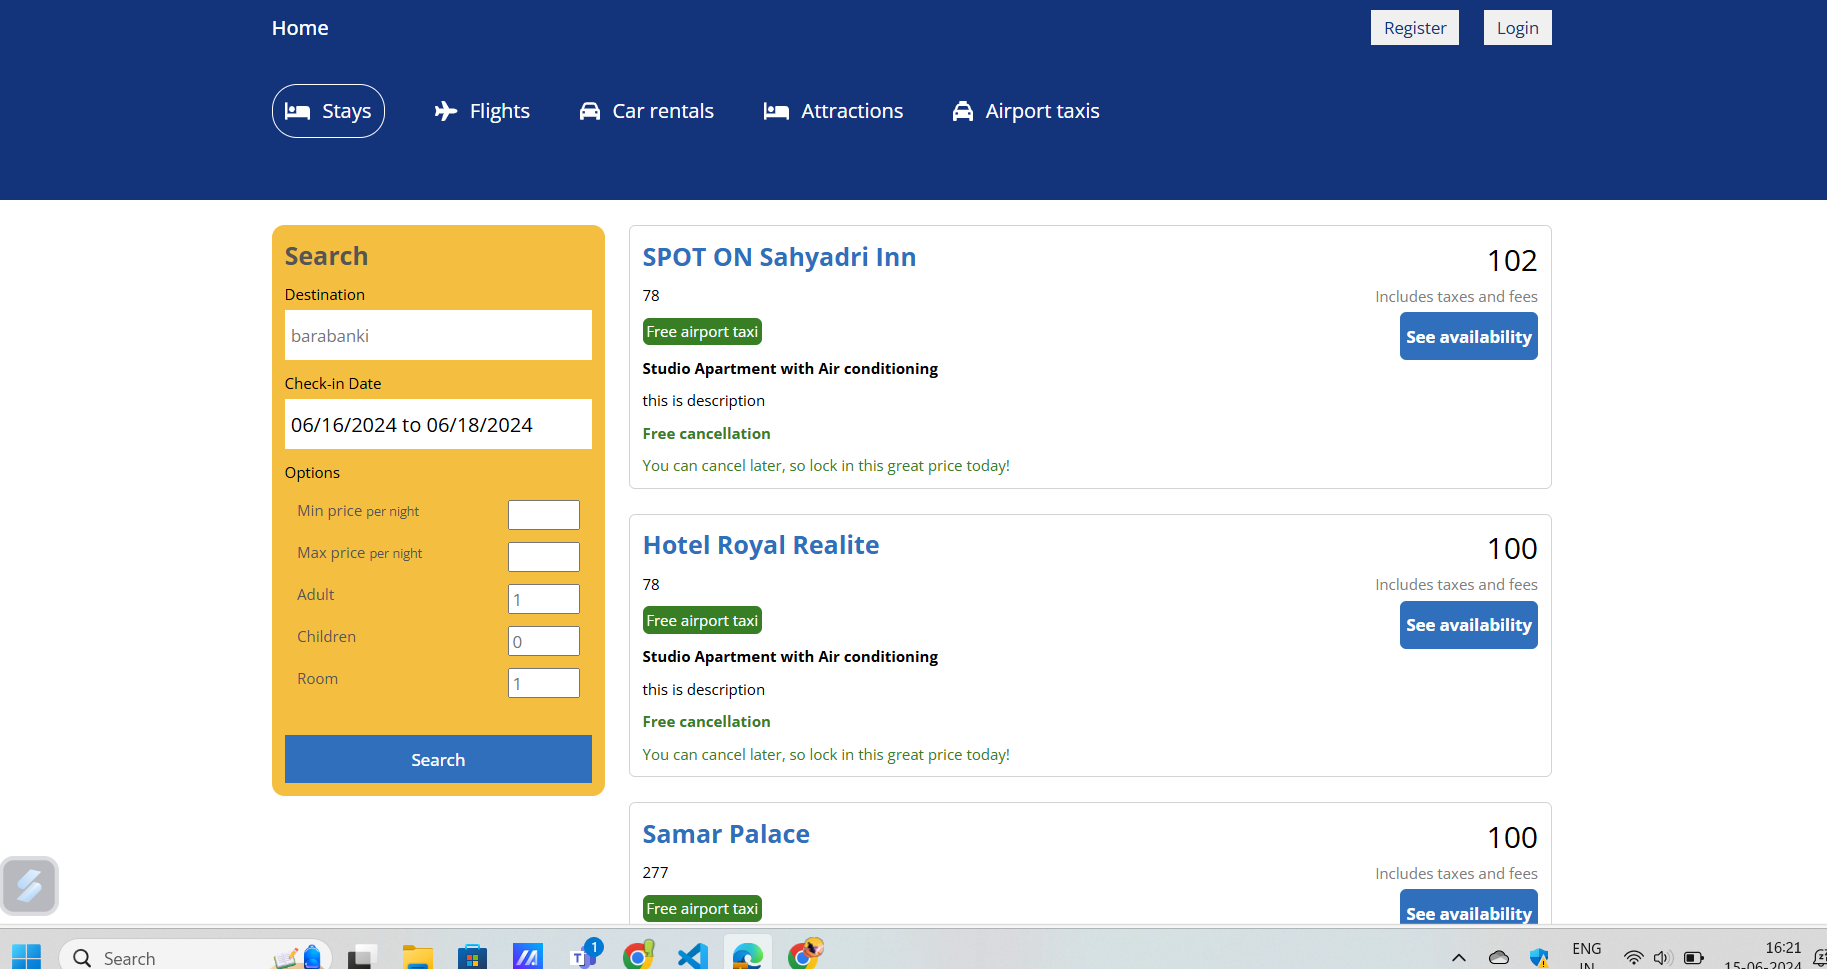 Home
Register
Login
Stays
Flights
Car rentals
Attractions
Airport taxis
Search
Destination
barabanki
Check-in Date
06/16/2024 to 06/18/2024
Options
Min price per night
Max price per night
Adult
1
Children
0
Room
1
Search
SPOT ON Sahyadri Inn
102
78
Includes taxes and fees
Free airport taxi
See availability
Studio Apartment with Air conditioning
this is description
Free cancellation
You can cancel later, so lock in this great price today!
Hotel Royal Realite
100
78
Includes taxes and fees
Free airport taxi
See availability
Studio Apartment with Air conditioning
this is description
Free cancellation
You can cancel later, so lock in this great price today!
Samar Palace
100
277
Includes taxes and fees
Free airport taxi
See availability
Search
1
ENG
IN
16:21
15-06-2024